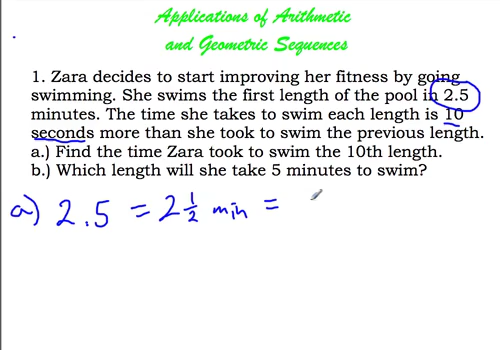 Applications of Arithmetic
and Geometric Sequences
1. Zara decides to start improving her fitness by going
swimming. She swims the first length of the pool in 2.5
minutes. The time she takes to swim each length is 10
seconds more than she took to swim the previous length.
a.) Find the time Zara took to swim the 10th length.
b.) Which length will she take 5 minutes to swim?
a) 2.5 = 2 1/2 min =